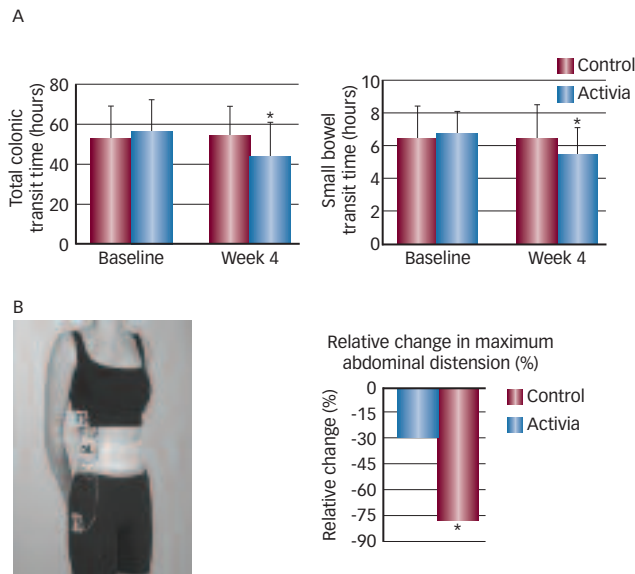 A
Control
Activia
Total colonic
transit time (hours)
80
60
40
20
0
*
Baseline
Week 4
Small bowel
transit time (hours)
10
8
6
4
2
0
*
Baseline
Week 4
B
Relative change in maximum
abdominal distension (%)
Relative change (%)
0
-15
-30
-45
-60
-75
-90
*
Control
Activia